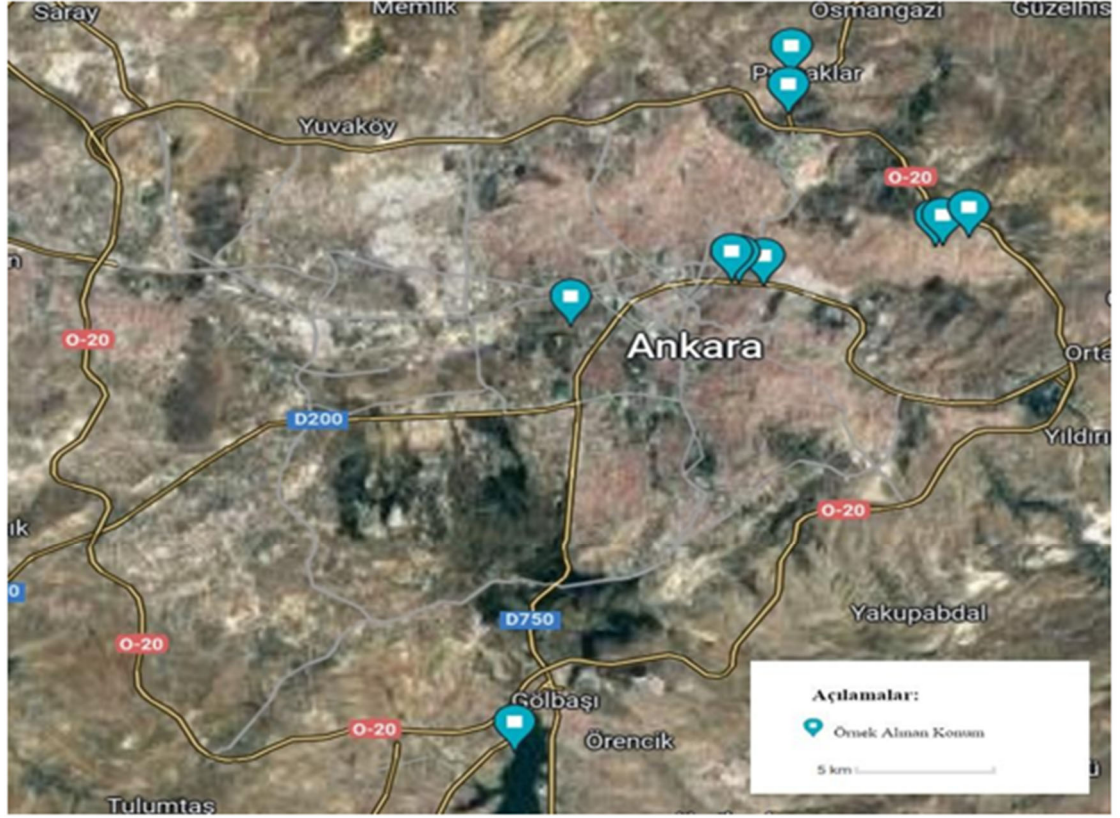 Saray
Memlik
Osmangazi
Güzelhis
Yuvaköy
O-20
n
O-20
Ankara
Orta
D200
Yıldırı
O-20
ık
0
D750
Yakupabdal
O-20
Gölbaşı
O-20
Örencik
Tulumtaş
Açılamalar:
Örnek Alınan Konum
5 km
ü